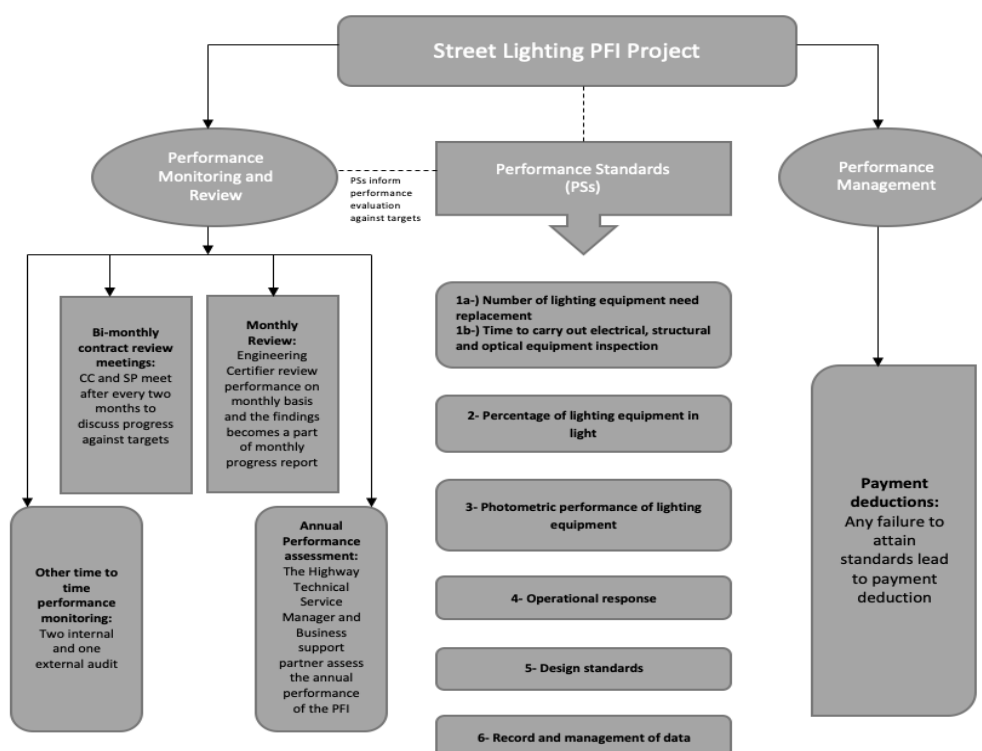 Street Lighting PFI Project
Performance
Monitoring and
Review
PSs inform
performance
evaluation
against targets
Performance Standards
(PSs)
Performance
Management
Bi-monthly
contract review
meetings:
CC and SP meet
after every two
months to
discuss progress
against targets
Monthly
Review:
Engineering
Certifier review
performance on
monthly basis
and the findings
becomes a part
of monthly
progress report
Other time to
time
performance
monitoring:
Two internal
and one
external audit
Annual
Performance
assessment:
The Highway
Technical
Service
Manager and
Business
support
partner assess
the annual
performance
of the PFI
1a-) Number of lighting equipment need
replacement
1b-) Time to carry out electrical, structural
and optical equipment inspection
2- Percentage of lighting equipment in
light
3- Photometric performance of lighting
equipment
4- Operational response
5- Design standards
6- Record and management of data
Payment
deductions:
Any failure to
attain
standards lead
to payment
deduction